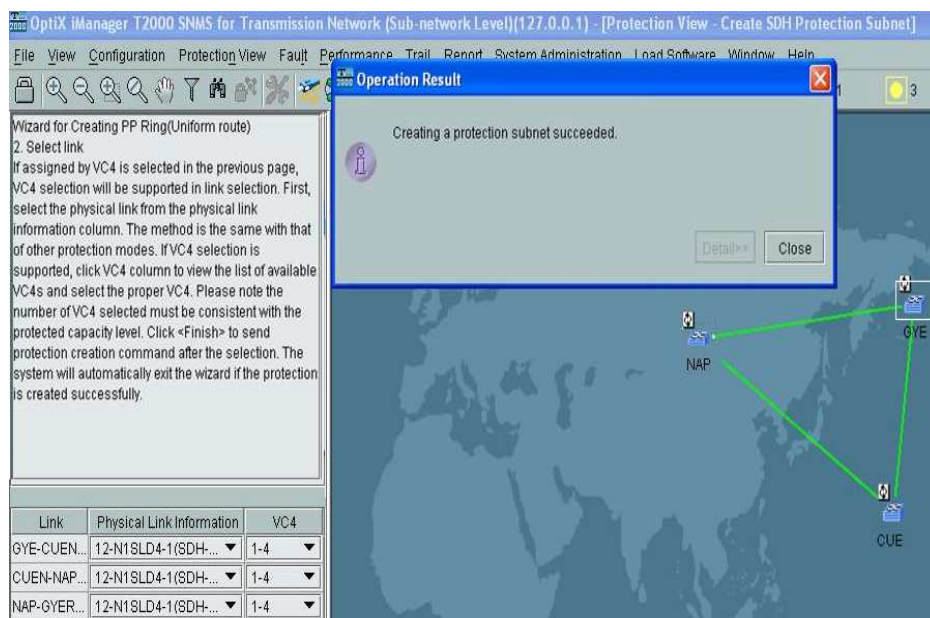 OptiX iManager T2000 SNMS for Transmission Network (Sub-network Level)(127.0.0.1) - [Protection View - Create SDH Protection Subnet]
File View Configuration Protection View Fault Performance Trail Report System Administration Load Software Window Help
Operation Result
3
Creating a protection subnet succeeded.
Detail>>
Close
Wizard for Creating PP Ring(Uniform route)
2. Select link
If assigned by VC4 is selected in the previous page,
VC4 selection will be supported in link selection. First,
select the physical link from the physical link
information column. The method is the same with that
of other protection modes. If VC4 selection is
supported, click VC4 column to view the list of available
VC4s and select the proper VC4. Please note the
number of VC4 selected must be consistent with the
protected capacity level. Click <Finish> to send
protection creation command after the selection. The
system will automatically exit the wizard if the protection
is created successfully.
GYE
NAP
CUE
Link Physical Link Information VC4
GYE-CUEN... 12-N1SLD4-1(SDH-... 1-4
CUEN-NAP... 12-N1SLD4-1(SDH-... 1-4
NAP-GYER... 12-N1SLD4-1(SDH-... 1-4